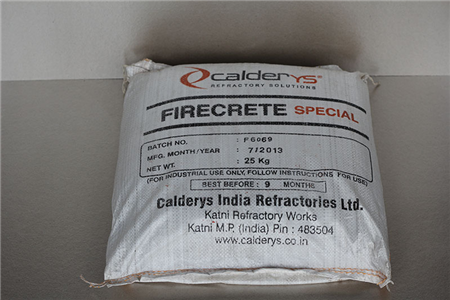 calderys
REFRACTORY SOLUTIONS
FIRECRETE SPECIAL
BATCH NO. : F6069
MFG. MONTH/YEAR : 7/2013
NET WT. : 25 Kg
(FOR INDUSTRIAL USE ONLY, FOLLOW INSTRUCTIONS FOR USE)
BEST BEFORE : 9 MONTHS
Calderys India Refractories Ltd.
Katni Refractory Works
Katni M.P. (India) Pin : 483504
www.calderys.co.in